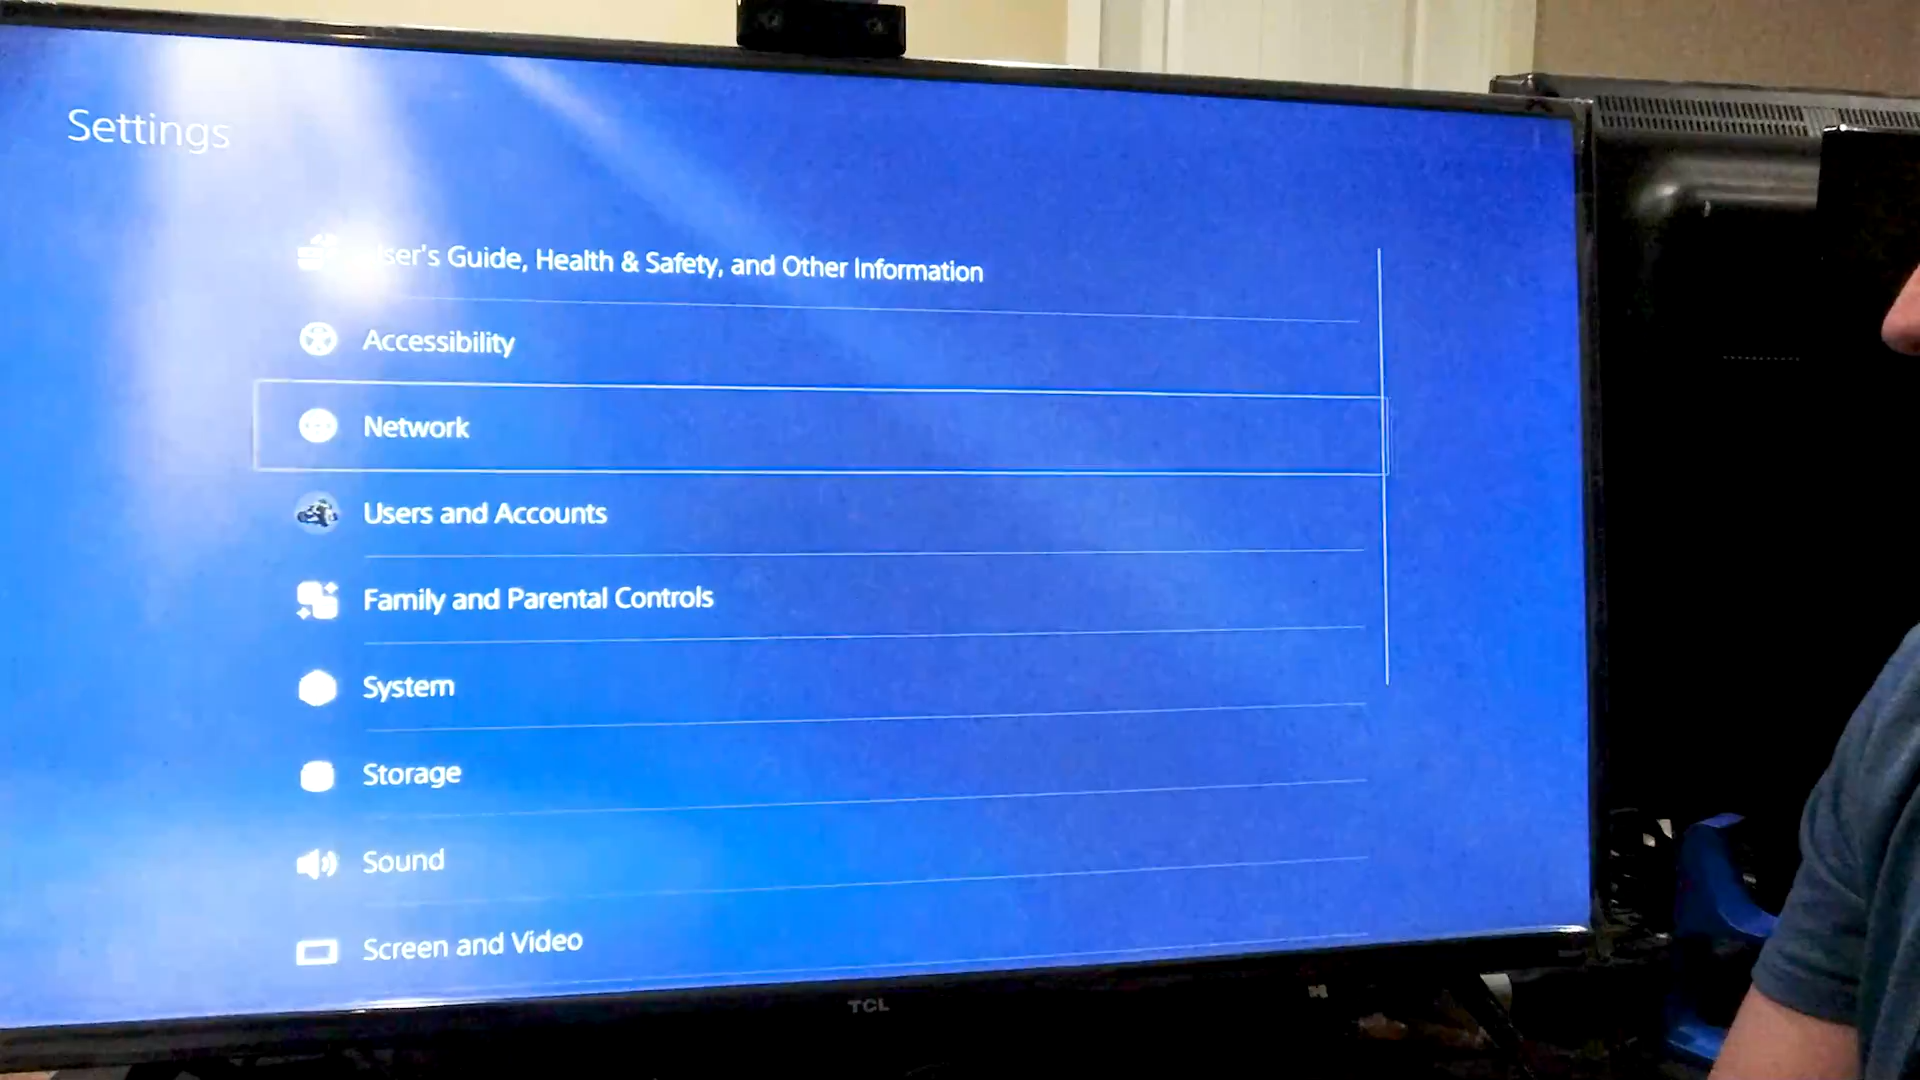 Settings
User's Guide, Health & Safety, and Other Information
Accessibility
Network
Users and Accounts
Family and Parental Controls
System
Storage
Sound
Screen and Video
TCL